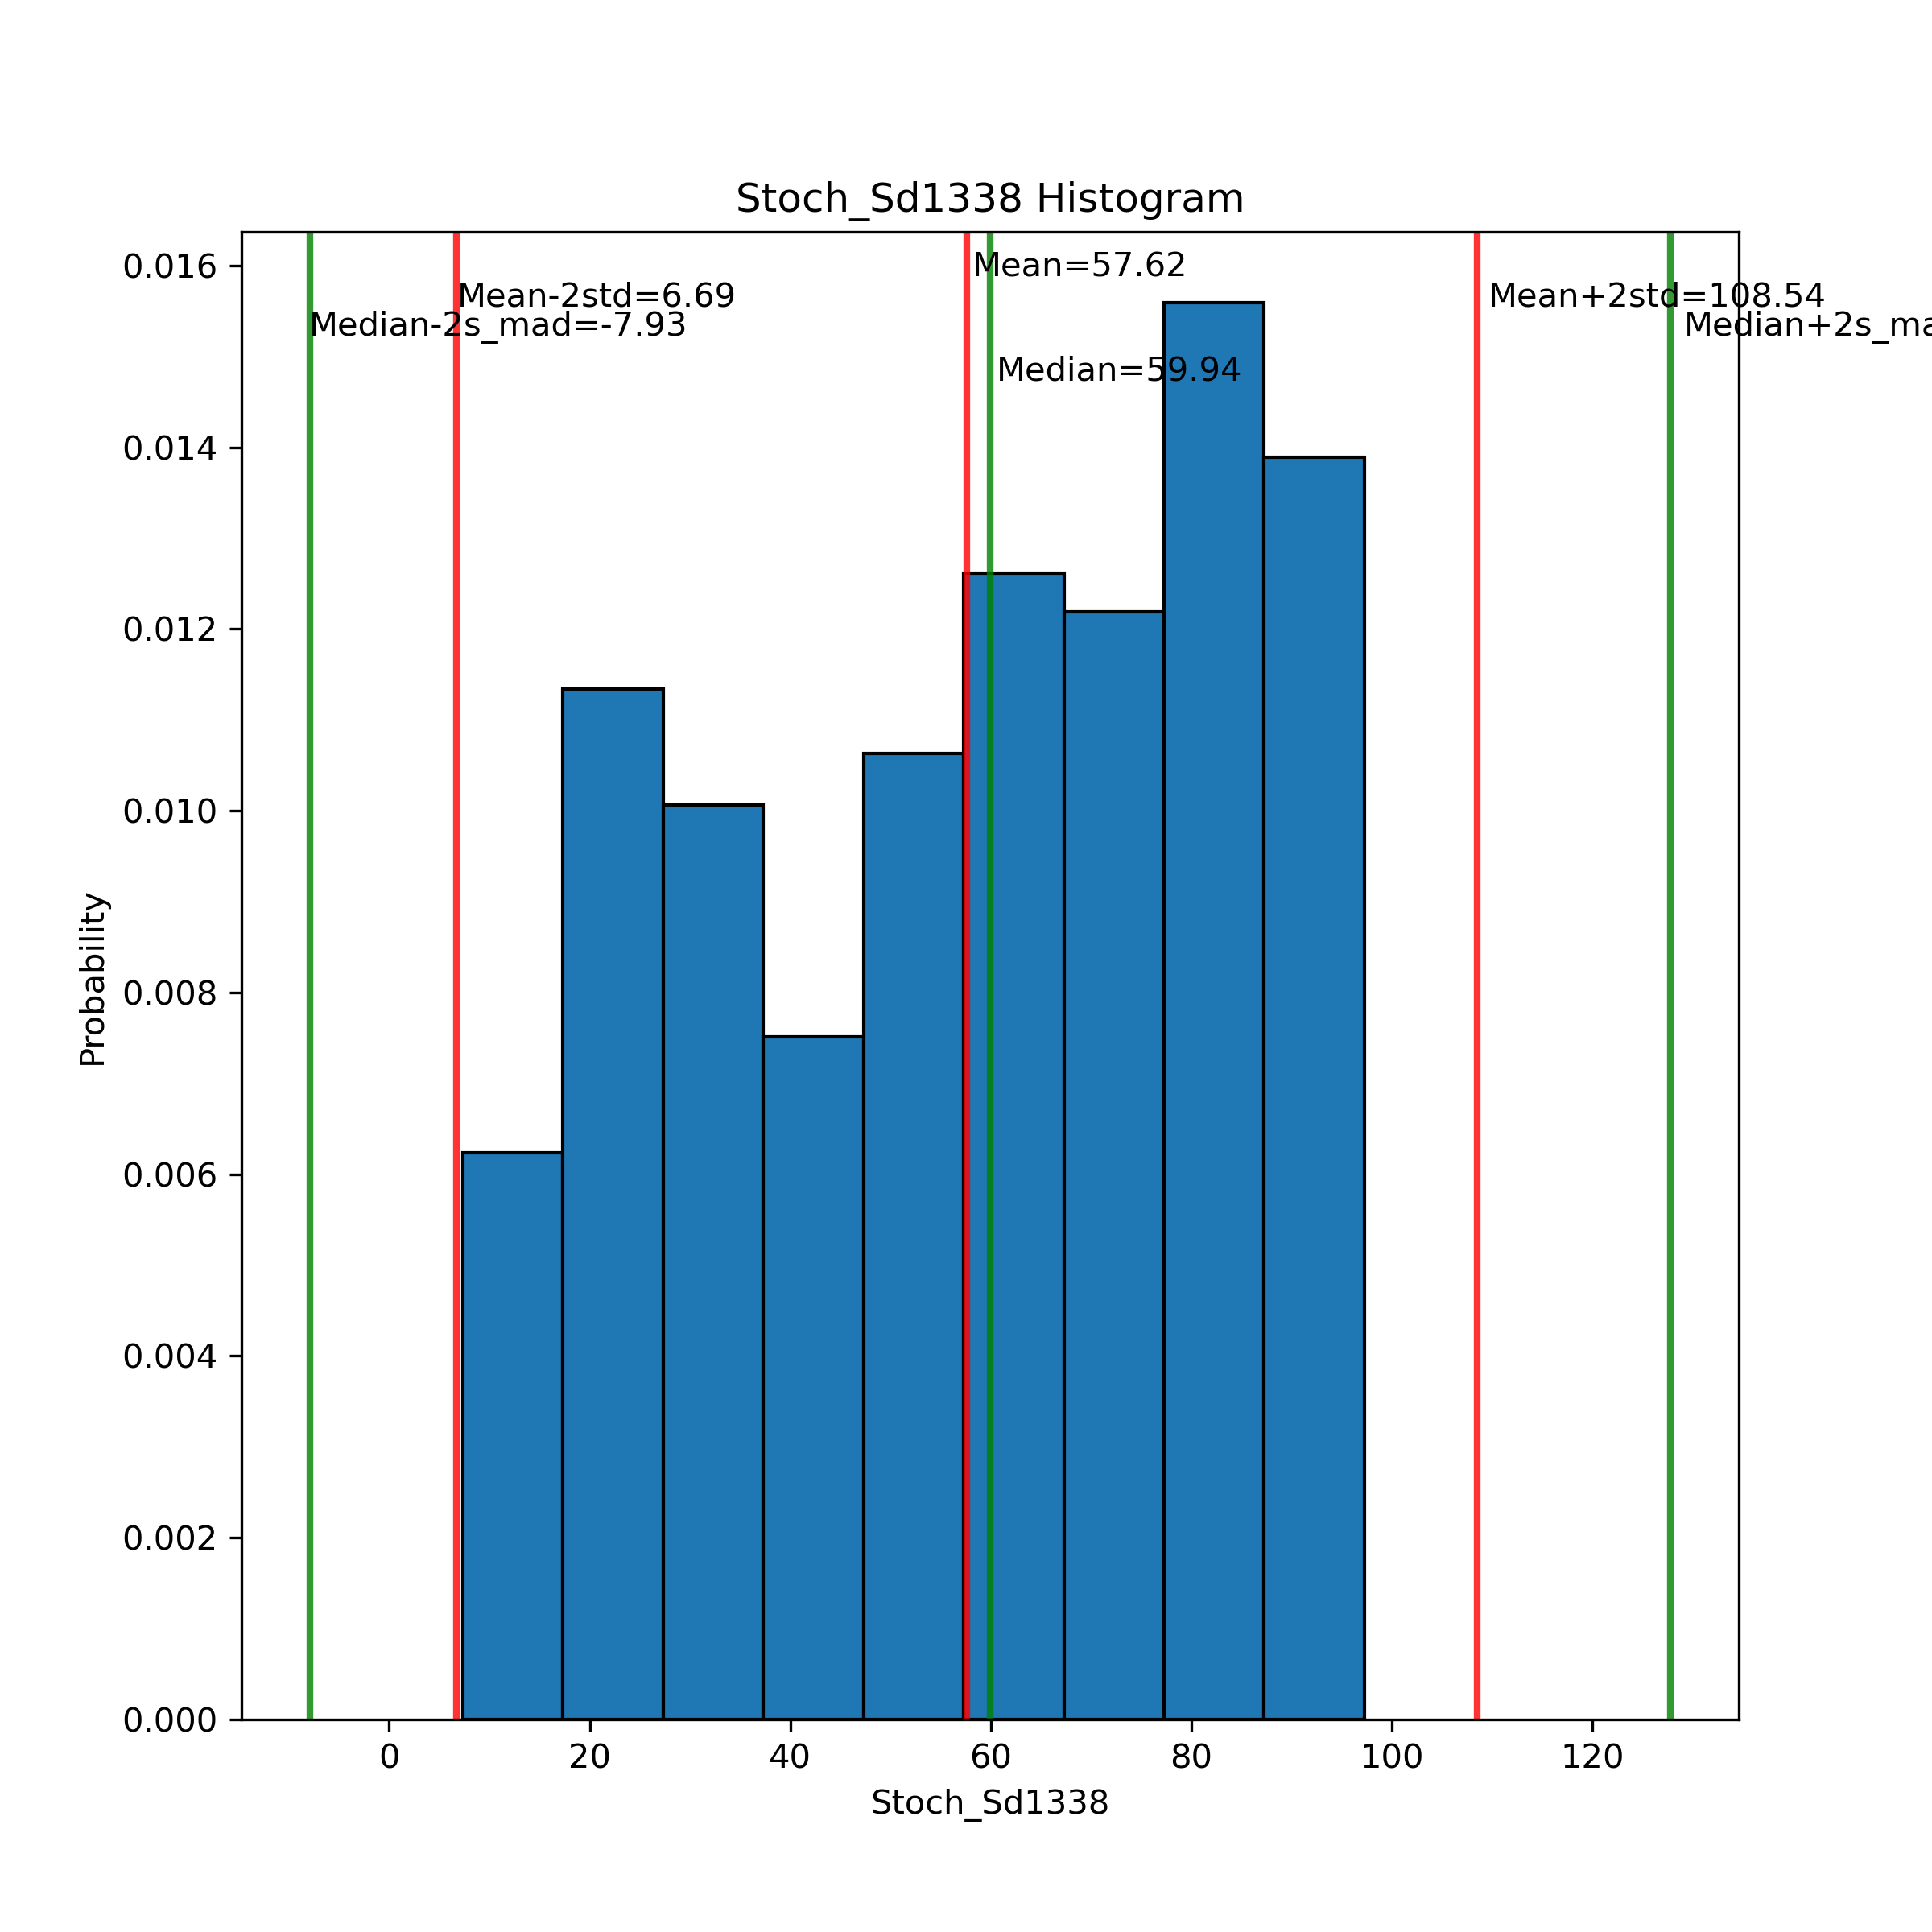 Stoch_Sd1338 Histogram
Mean=57.62
Mean-2std=6.69
Mean+2std=108.54
Median-2s_mad=-7.93
Median+2s_ma
Median=59.94
0.016
0.014
0.012
0.010
0.008
0.006
0.004
0.002
0.000
Probability
0 20 40 60 80 100 120
Stoch_Sd1338